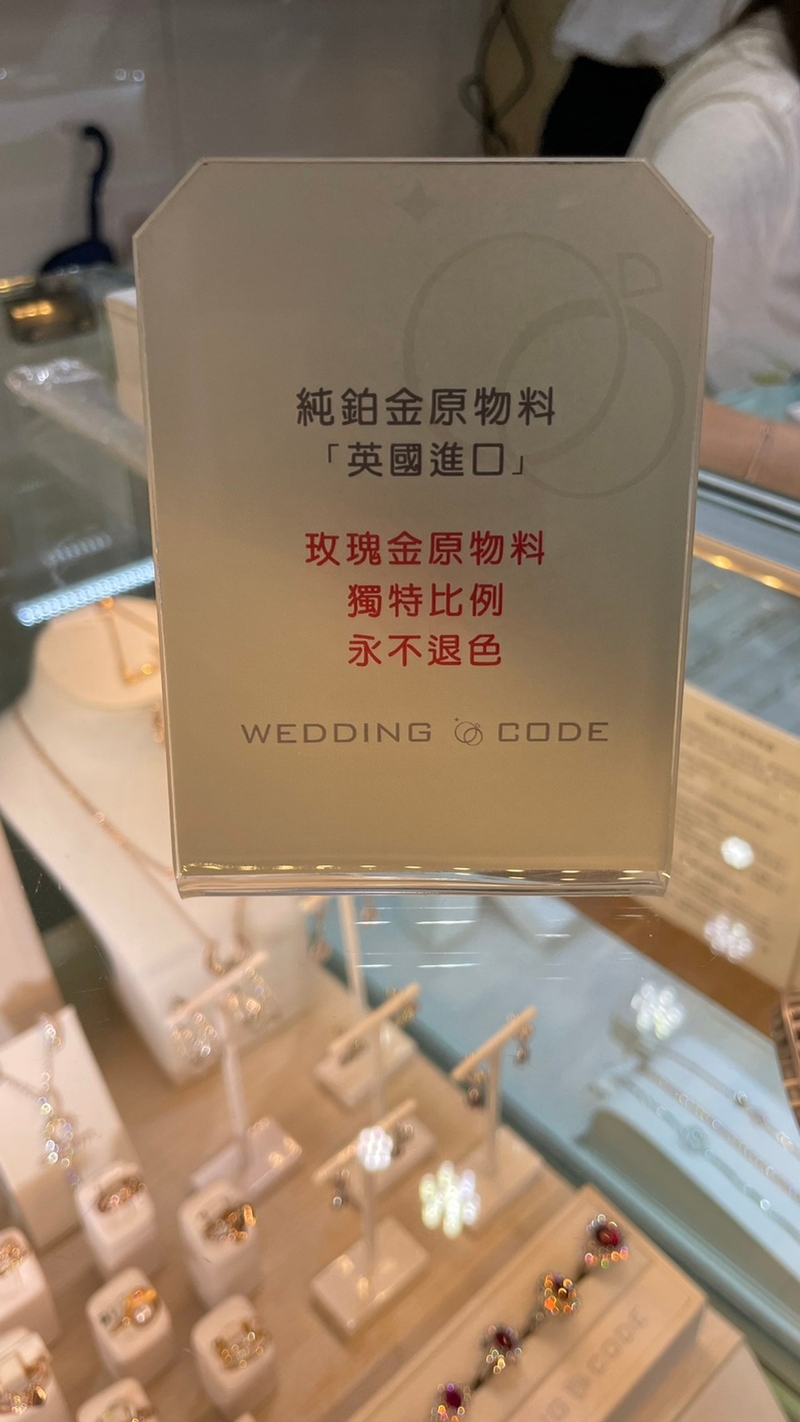 純鉑金原物料
「英國進口」
玫瑰金原物料
獨特比例
永不退色
WEDDING CODE
CODE